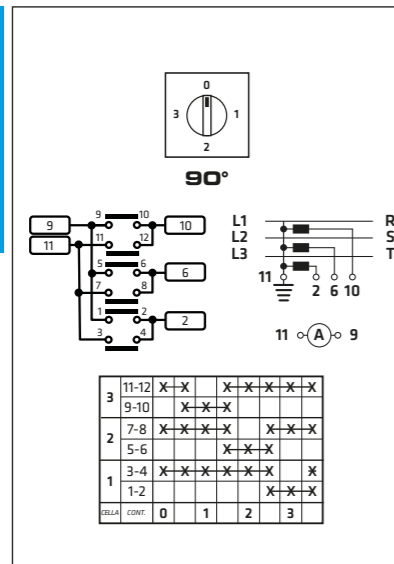 0
3 1
2
90°
9 10
9 10
11 12
11
5 6
6
7 8
1 2
2
3 4
L1 R
L2 S
L3 T
11 2 6 10
11 A 9
3 11-12 X X X X X X X
9-10 X X X
2 7-8 X X X X X X X
5-6 X X X
1 3-4 X X X X X X X
1-2 X X X
CELLA CONT. 0 1 2 3